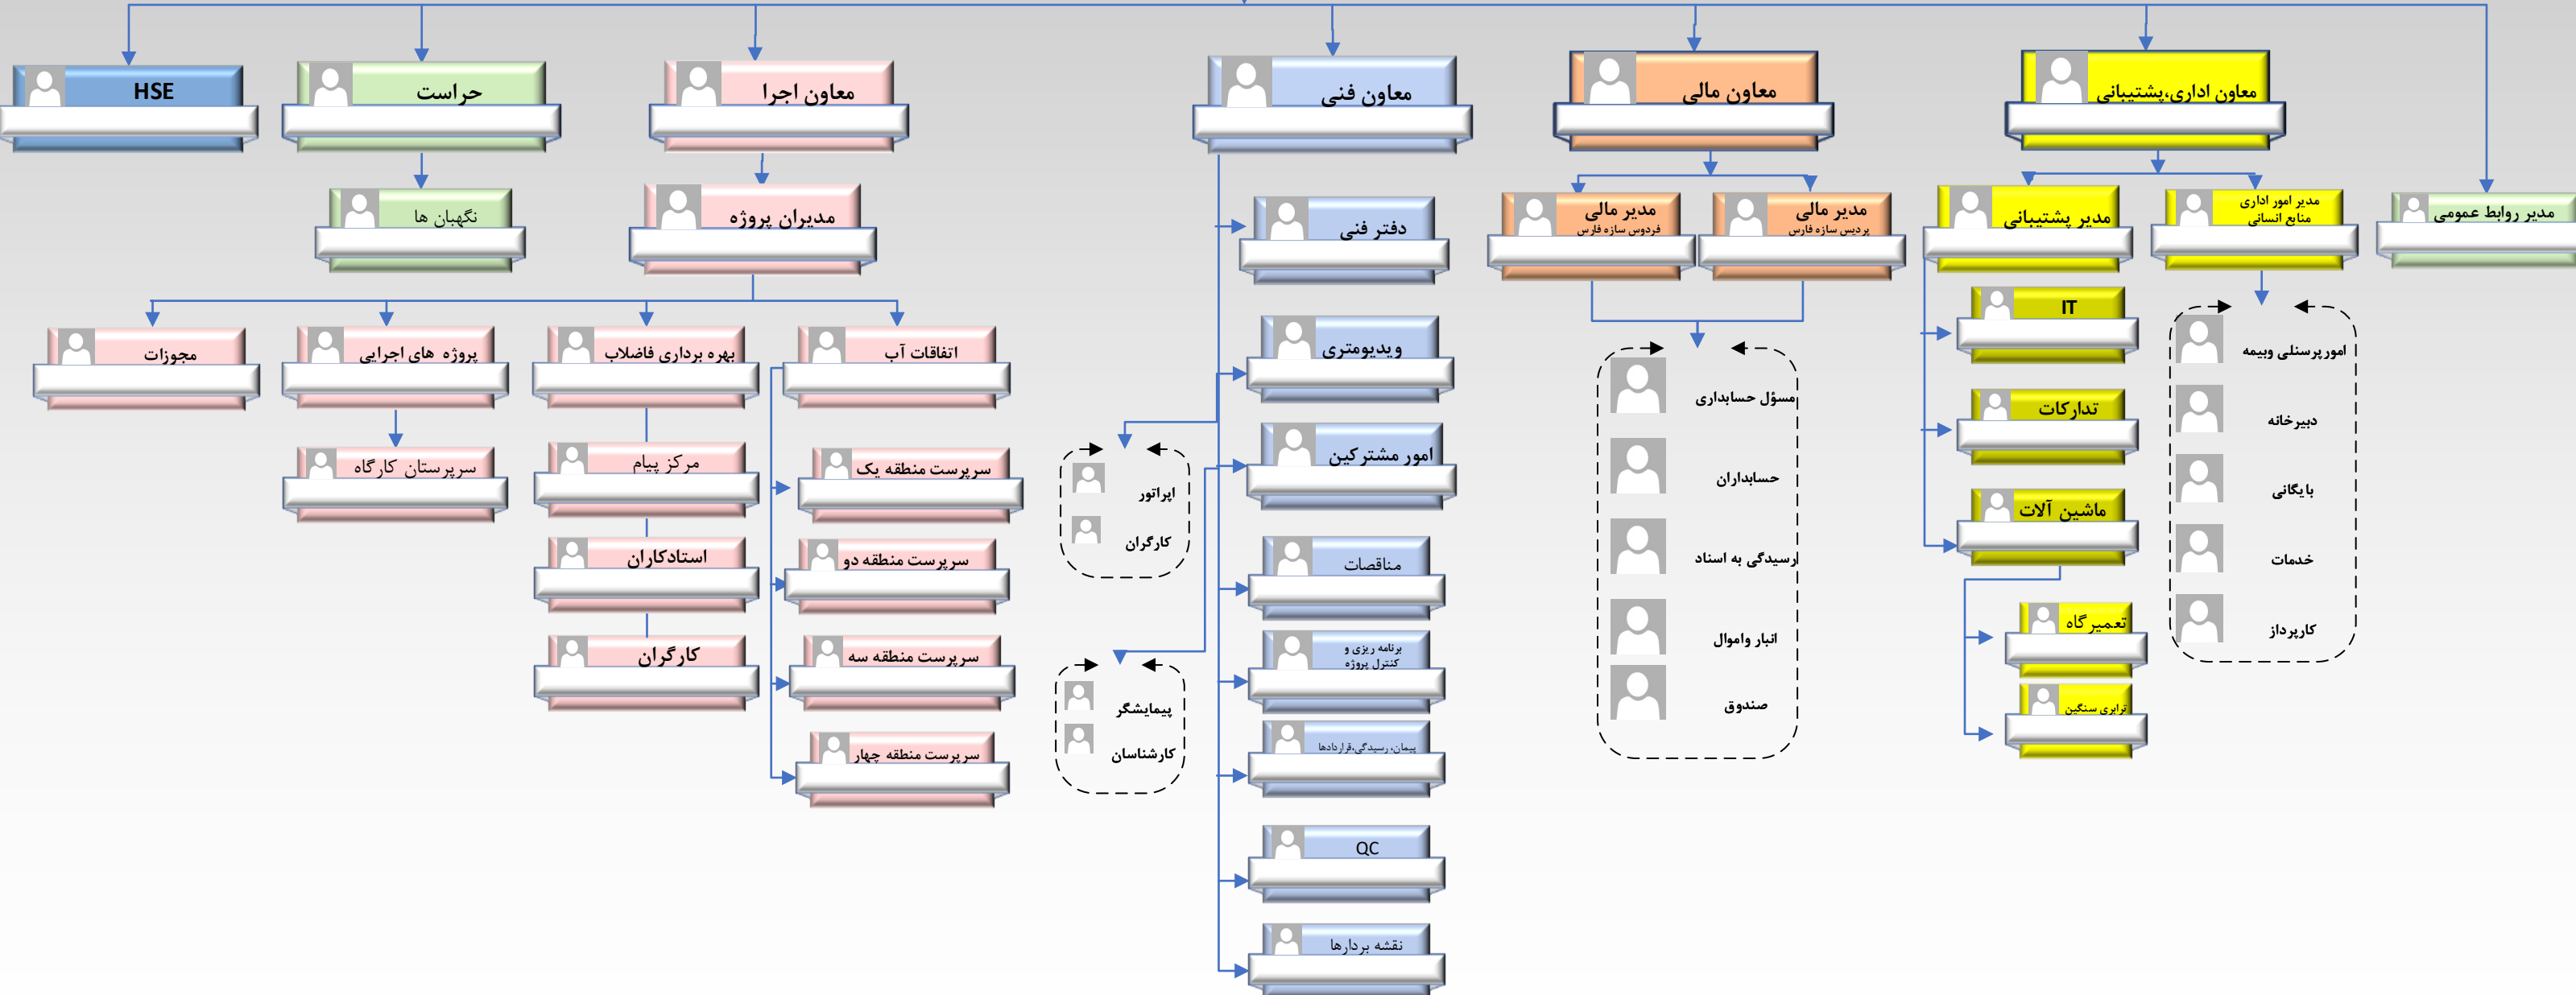 HSE
حراست
معاون اجرا
معاون فنی
معاون مالی
معاون اداری،پشتیبانی
نگهبان ها
مدیران پروژه
دفتر فنی
مدیر مالی
فردوس سازه فارس
مدیر مالی
پردیس سازه فارس
مدیر پشتیبانی
مدیر امور اداری
منابع انسانی
مدیر روابط عمومی
مجوزات
پروژه های اجرایی
بهره برداری فاضلاب
اتفاقات آب
سرپرستان کارگاه
مرکز پیام
استادکاران
کارگران
سرپرست منطقه یک
سرپرست منطقه دو
سرپرست منطقه سه
سرپرست منطقه چهار
اپراتور
کارگران
پیمایشگر
کارشناسان
ویدیومتری
امور مشترکین
مناقصات
برنامه ریزی و
کنترل پروژه
پیمان، رسیدگی،قراردادها
QC
نقشه بردارها
مسؤل حسابداری
حسابداران
رسیدگی به اسناد
انبار واموال
صندوق
IT
تدارکات
ماشین آلات
تعمیرگاه
ترابری سنگین
امورپرسنلی وبیمه
دبیرخانه
بایگانی
خدمات
کارپرداز